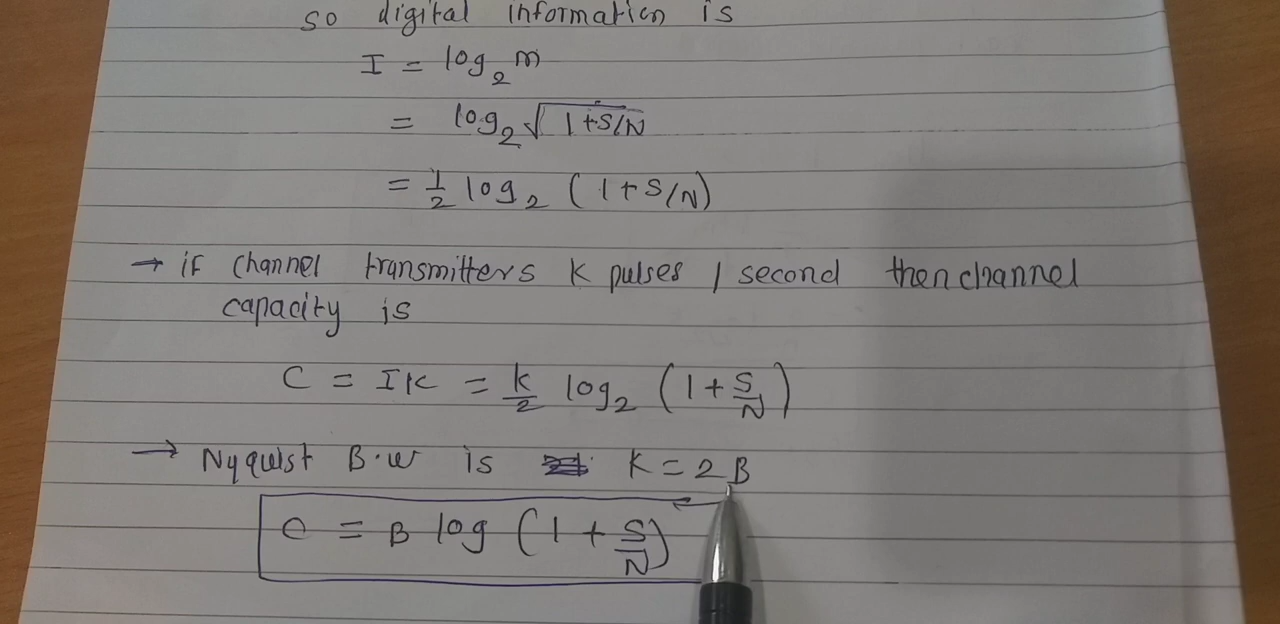 so digital information is
I = log₂ m
= log₂ √1+S/N
= 1/2 log₂ (1+S/N)
→ if channel transmitters K pulses / second then channel
capacity is
C = IK = K/2 log₂ (1+S/N)
→ Nyquist B.W is K=2B
C = B log (1+S/N)